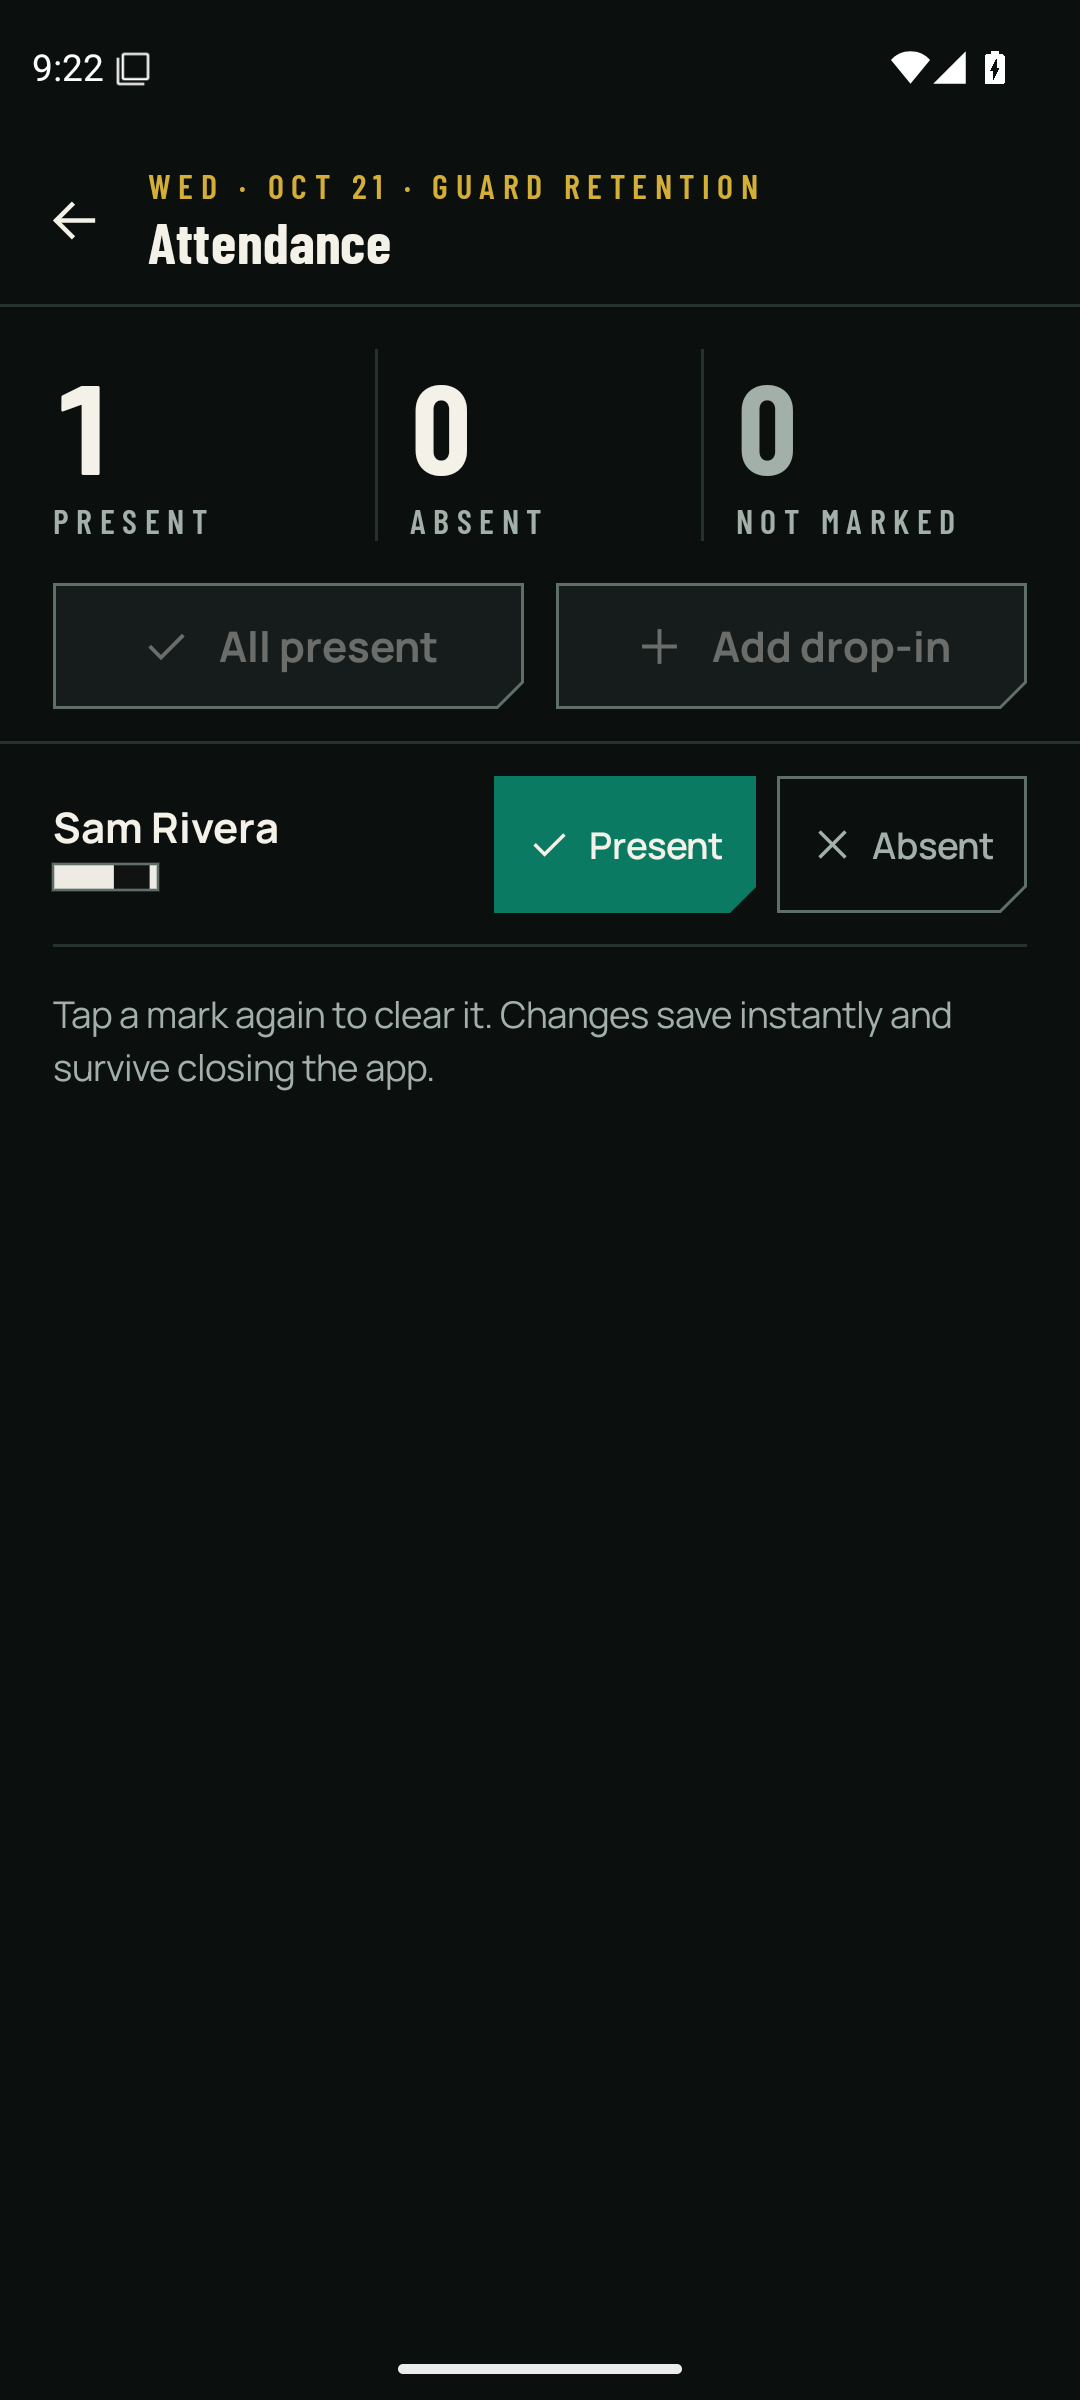 9:22
WED · OCT 21 · GUARD RETENTION
Attendance
1 0 0
PRESENT ABSENT NOT MARKED
All present Add drop-in
Sam Rivera Present Absent
Tap a mark again to clear it. Changes save instantly and
survive closing the app.